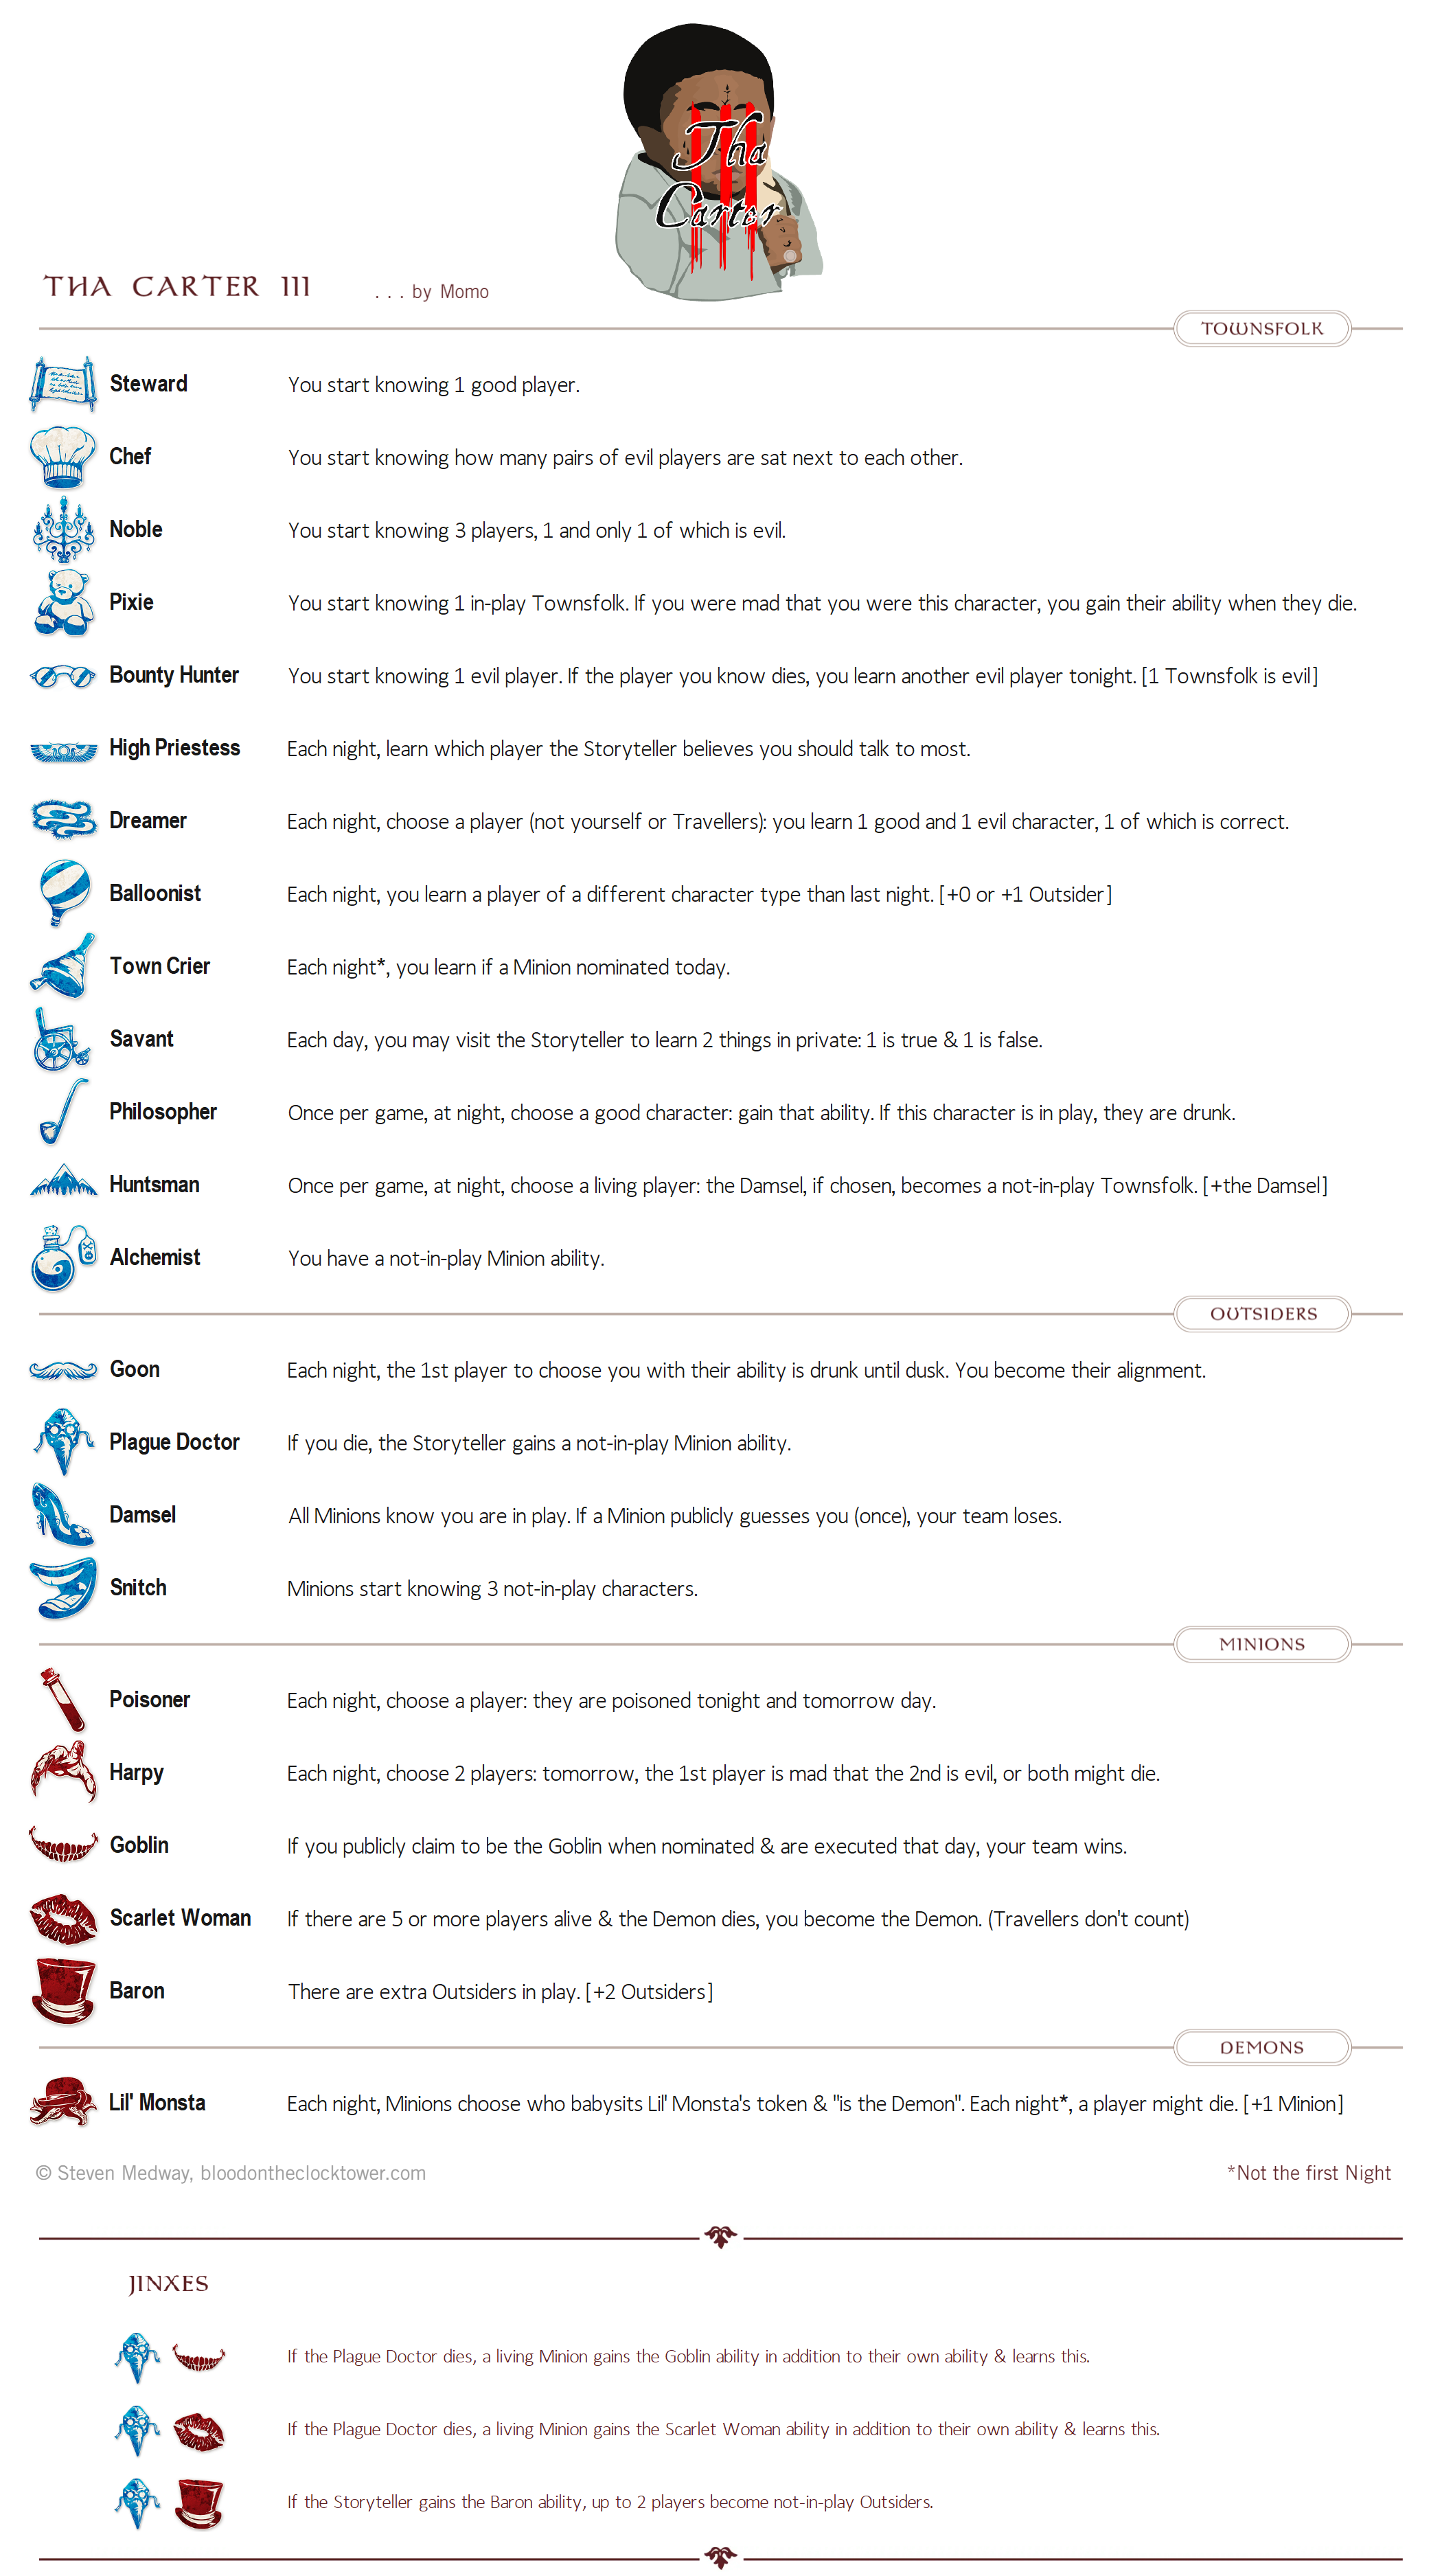 Tha
Carter
THA CARTER III
. . . by Momo
TOWNSFOLK
Steward
You start knowing 1 good player.
Chef
You start knowing how many pairs of evil players are sat next to each other.
Noble
You start knowing 3 players, 1 and only 1 of which is evil.
Pixie
You start knowing 1 in-play Townsfolk. If you were mad that you were this character, you gain their ability when they die.
Bounty Hunter
You start knowing 1 evil player. If the player you know dies, you learn another evil player tonight. [1 Townsfolk is evil]
High Priestess
Each night, learn which player the Storyteller believes you should talk to most.
Dreamer
Each night, choose a player (not yourself or Travellers): you learn 1 good and 1 evil character, 1 of which is correct.
Balloonist
Each night, you learn a player of a different character type than last night. [+0 or +1 Outsider]
Town Crier
Each night*, you learn if a Minion nominated today.
Savant
Each day, you may visit the Storyteller to learn 2 things in private: 1 is true & 1 is false.
Philosopher
Once per game, at night, choose a good character: gain that ability. If this character is in play, they are drunk.
Huntsman
Once per game, at night, choose a living player: the Damsel, if chosen, becomes a not-in-play Townsfolk. [+the Damsel]
Alchemist
You have a not-in-play Minion ability.
OUTSIDERS
Goon
Each night, the 1st player to choose you with their ability is drunk until dusk. You become their alignment.
Plague Doctor
If you die, the Storyteller gains a not-in-play Minion ability.
Damsel
All Minions know you are in play. If a Minion publicly guesses you (once), your team loses.
Snitch
Minions start knowing 3 not-in-play characters.
MINIONS
Poisoner
Each night, choose a player: they are poisoned tonight and tomorrow day.
Harpy
Each night, choose 2 players: tomorrow, the 1st player is mad that the 2nd is evil, or both might die.
Goblin
If you publicly claim to be the Goblin when nominated & are executed that day, your team wins.
Scarlet Woman
If there are 5 or more players alive & the Demon dies, you become the Demon. (Travellers don't count)
Baron
There are extra Outsiders in play. [+2 Outsiders]
DEMONS
Lil' Monsta
Each night, Minions choose who babysits Lil' Monsta's token & "is the Demon". Each night*, a player might die. [+1 Minion]
© Steven Medway, bloodontheclocktower.com
*Not the first Night
JINXES
If the Plague Doctor dies, a living Minion gains the Goblin ability in addition to their own ability & learns this.
If the Plague Doctor dies, a living Minion gains the Scarlet Woman ability in addition to their own ability & learns this.
If the Storyteller gains the Baron ability, up to 2 players become not-in-play Outsiders.